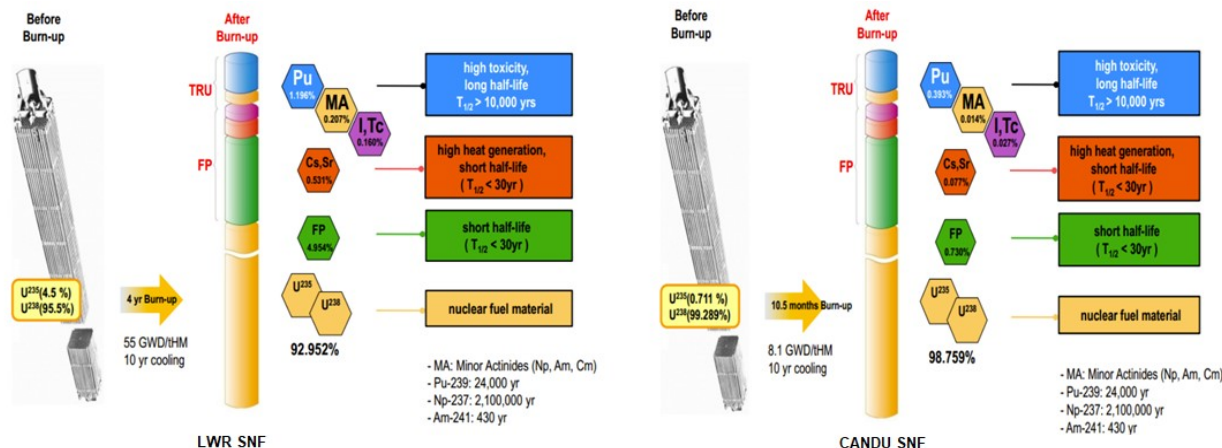 Before
Burn-up
After
Burn-up
TRU
FP
Pu
1.196%
MA
0.207%
I,Tc
0.160%
Cs,Sr
0.531%
FP
4.954%
U²³⁵
U²³⁸
92.952%
high toxicity,
long half-life
T₁/₂ > 10,000 yrs
high heat generation,
short half-life
( T₁/₂ < 30yr )
short half-life
( T₁/₂ < 30yr )
nuclear fuel material
U²³⁵(4.5 %)
U²³⁸(95.5%)
4 yr Burn-up
55 GWD/tHM
10 yr cooling
- MA: Minor Actinides (Np, Am, Cm)
- Pu-239: 24,000 yr
- Np-237: 2,100,000 yr
- Am-241: 430 yr
LWR SNF
Before
Burn-up
After
Burn-up
TRU
FP
Pu
0.393%
MA
0.014%
I,Tc
0.027%
Cs,Sr
0.077%
FP
0.730%
U²³⁵
U²³⁸
98.759%
high toxicity,
long half-life
T₁/₂ > 10,000 yrs
high heat generation,
short half-life
( T₁/₂ < 30yr )
short half-life
( T₁/₂ < 30yr )
nuclear fuel material
U²³⁵(0.711 %)
U²³⁸(99.289%)
10.5 months Burn-up
8.1 GWD/tHM
10 yr cooling
- MA: Minor Actinides (Np, Am, Cm)
- Pu-239: 24,000 yr
- Np-237: 2,100,000 yr
- Am-241: 430 yr
CANDU SNF